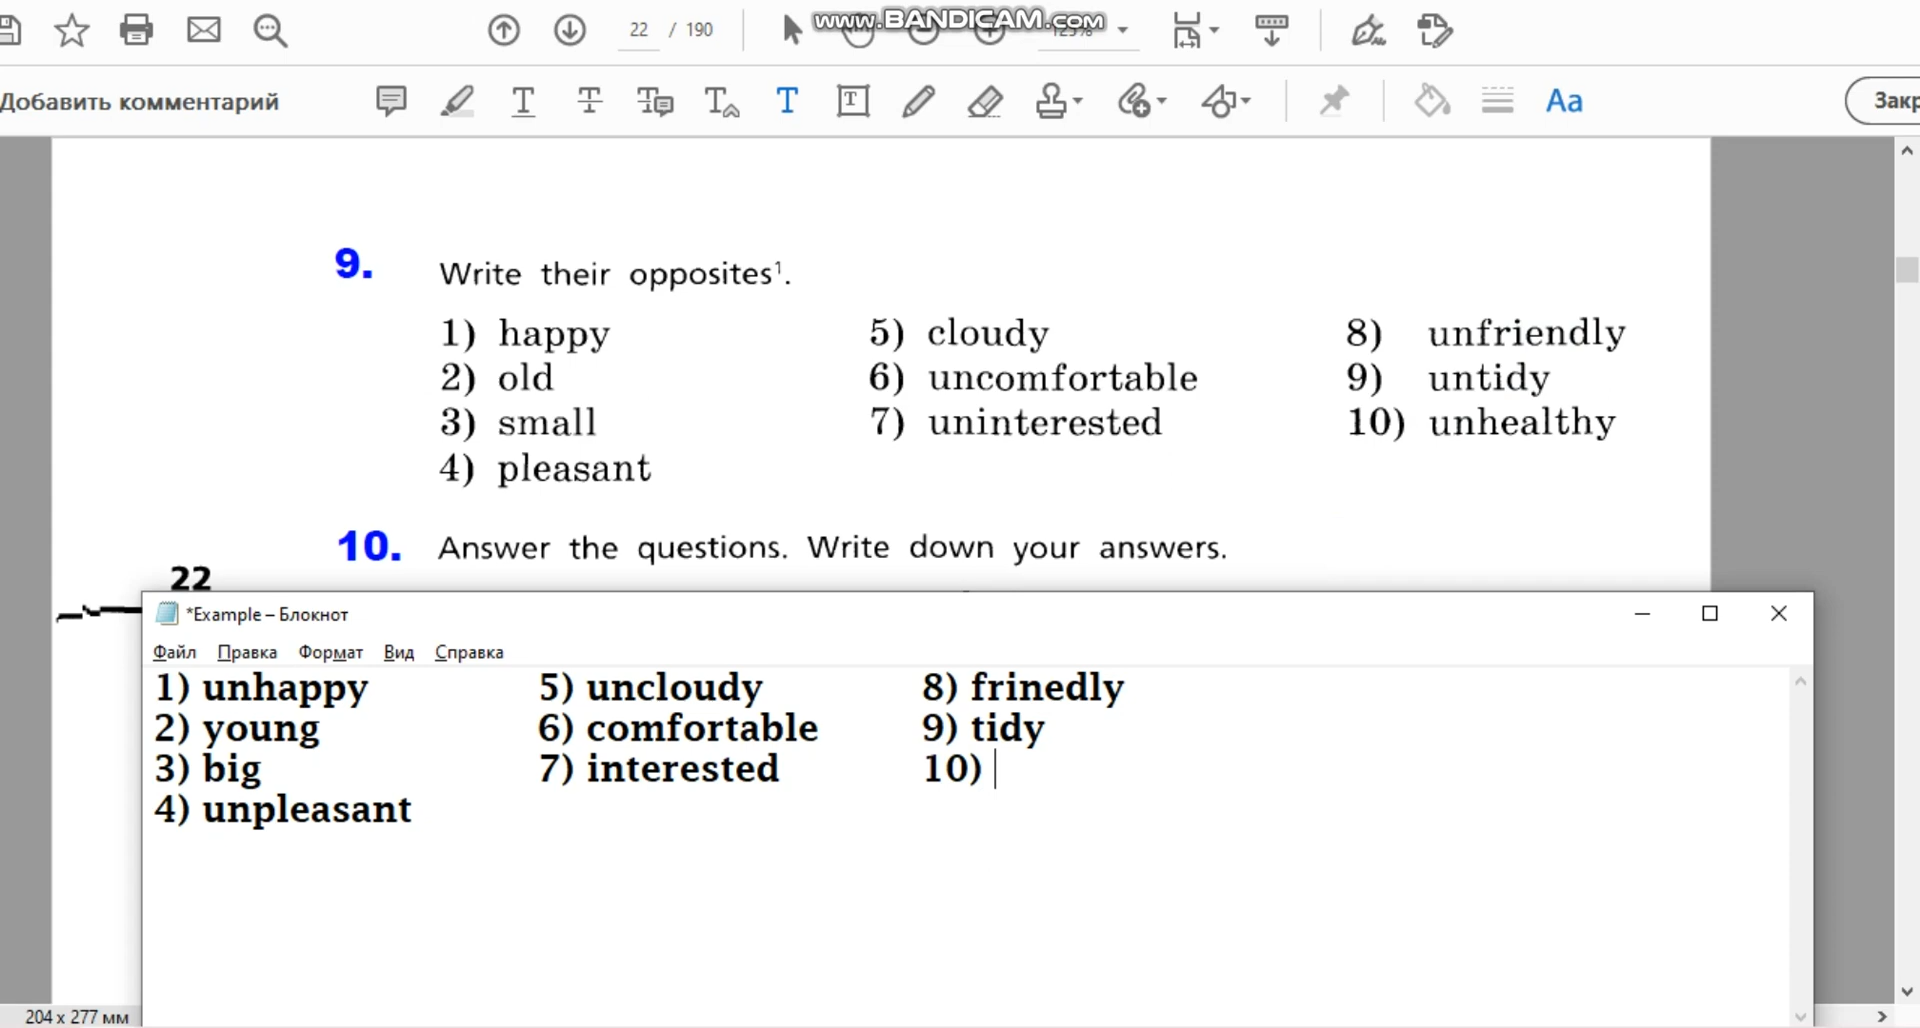 www.BANDICAM.com
22 / 190
125%
Добавить комментарий
T T T T T T
Aa
Закр
9. Write their opposites¹.
1) happy 5) cloudy 8) unfriendly
2) old 6) uncomfortable 9) untidy
3) small 7) uninterested 10) unhealthy
4) pleasant
10. Answer the questions. Write down your answers.
22
*Example – Блокнот
Файл Правка Формат Вид Справка
1) unhappy 5) uncloudy 8) frinedly
2) young 6) comfortable 9) tidy
3) big 7) interested 10)
4) unpleasant
204 x 277 мм